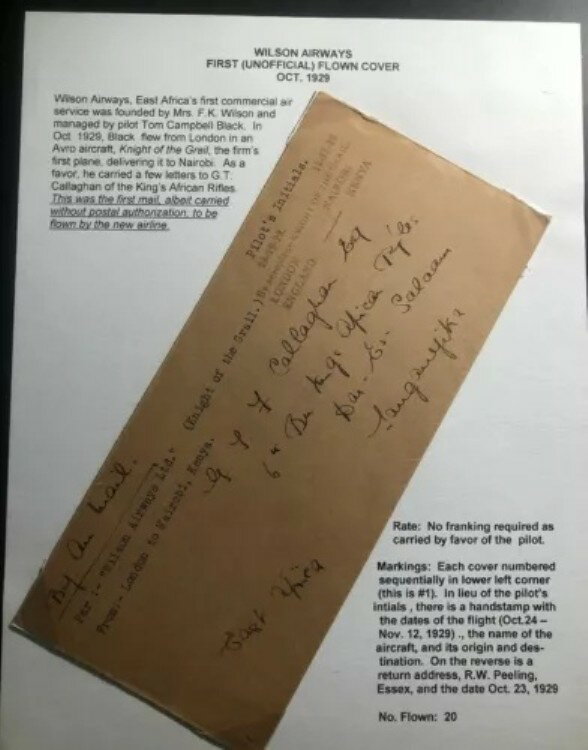 WILSON AIRWAYS
FIRST (UNOFFICIAL) FLOWN COVER
OCT. 1929
Wilson Airways, East Africa's first commercial air
service was founded by Mrs. F.K. Wilson and
managed by pilot Tom Campbell Black. In
Oct. 1929, Black flew from London in an
Avro aircraft, Knight of the Grail, the firm's
first plane, delivering it to Nairobi. As a
favor, he carried a few letters to G.T.
Callaghan of the King's African Rifles.
This was the first mail, albeit carried
without postal authorization, to be
flown by the new airline.
By Air Mail.
Per :- "Wilson Airways Ltd." (Knight of the Grail.)
From:- London to Nairobi, Kenya.
Pilot's Initials.
KNIGHT OF THE GRAIL
LONDON
ENGLAND
NAIROBI
KENYA
G T F Callaghan Esq
6th Bn King's African Rifles
Dar-Es-Salaam
Tanganyika
East Africa
Rate: No franking required as
carried by favor of the pilot.
Markings: Each cover numbered
sequentially in lower left corner
(this is #1). In lieu of the pilot's
intials , there is a handstamp with
the dates of the flight (Oct.24 –
Nov. 12, 1929) ., the name of the
aircraft, and its origin and des-
tination. On the reverse is a
return address, R.W. Peeling,
Essex, and the date Oct. 23, 1929
No. Flown: 20